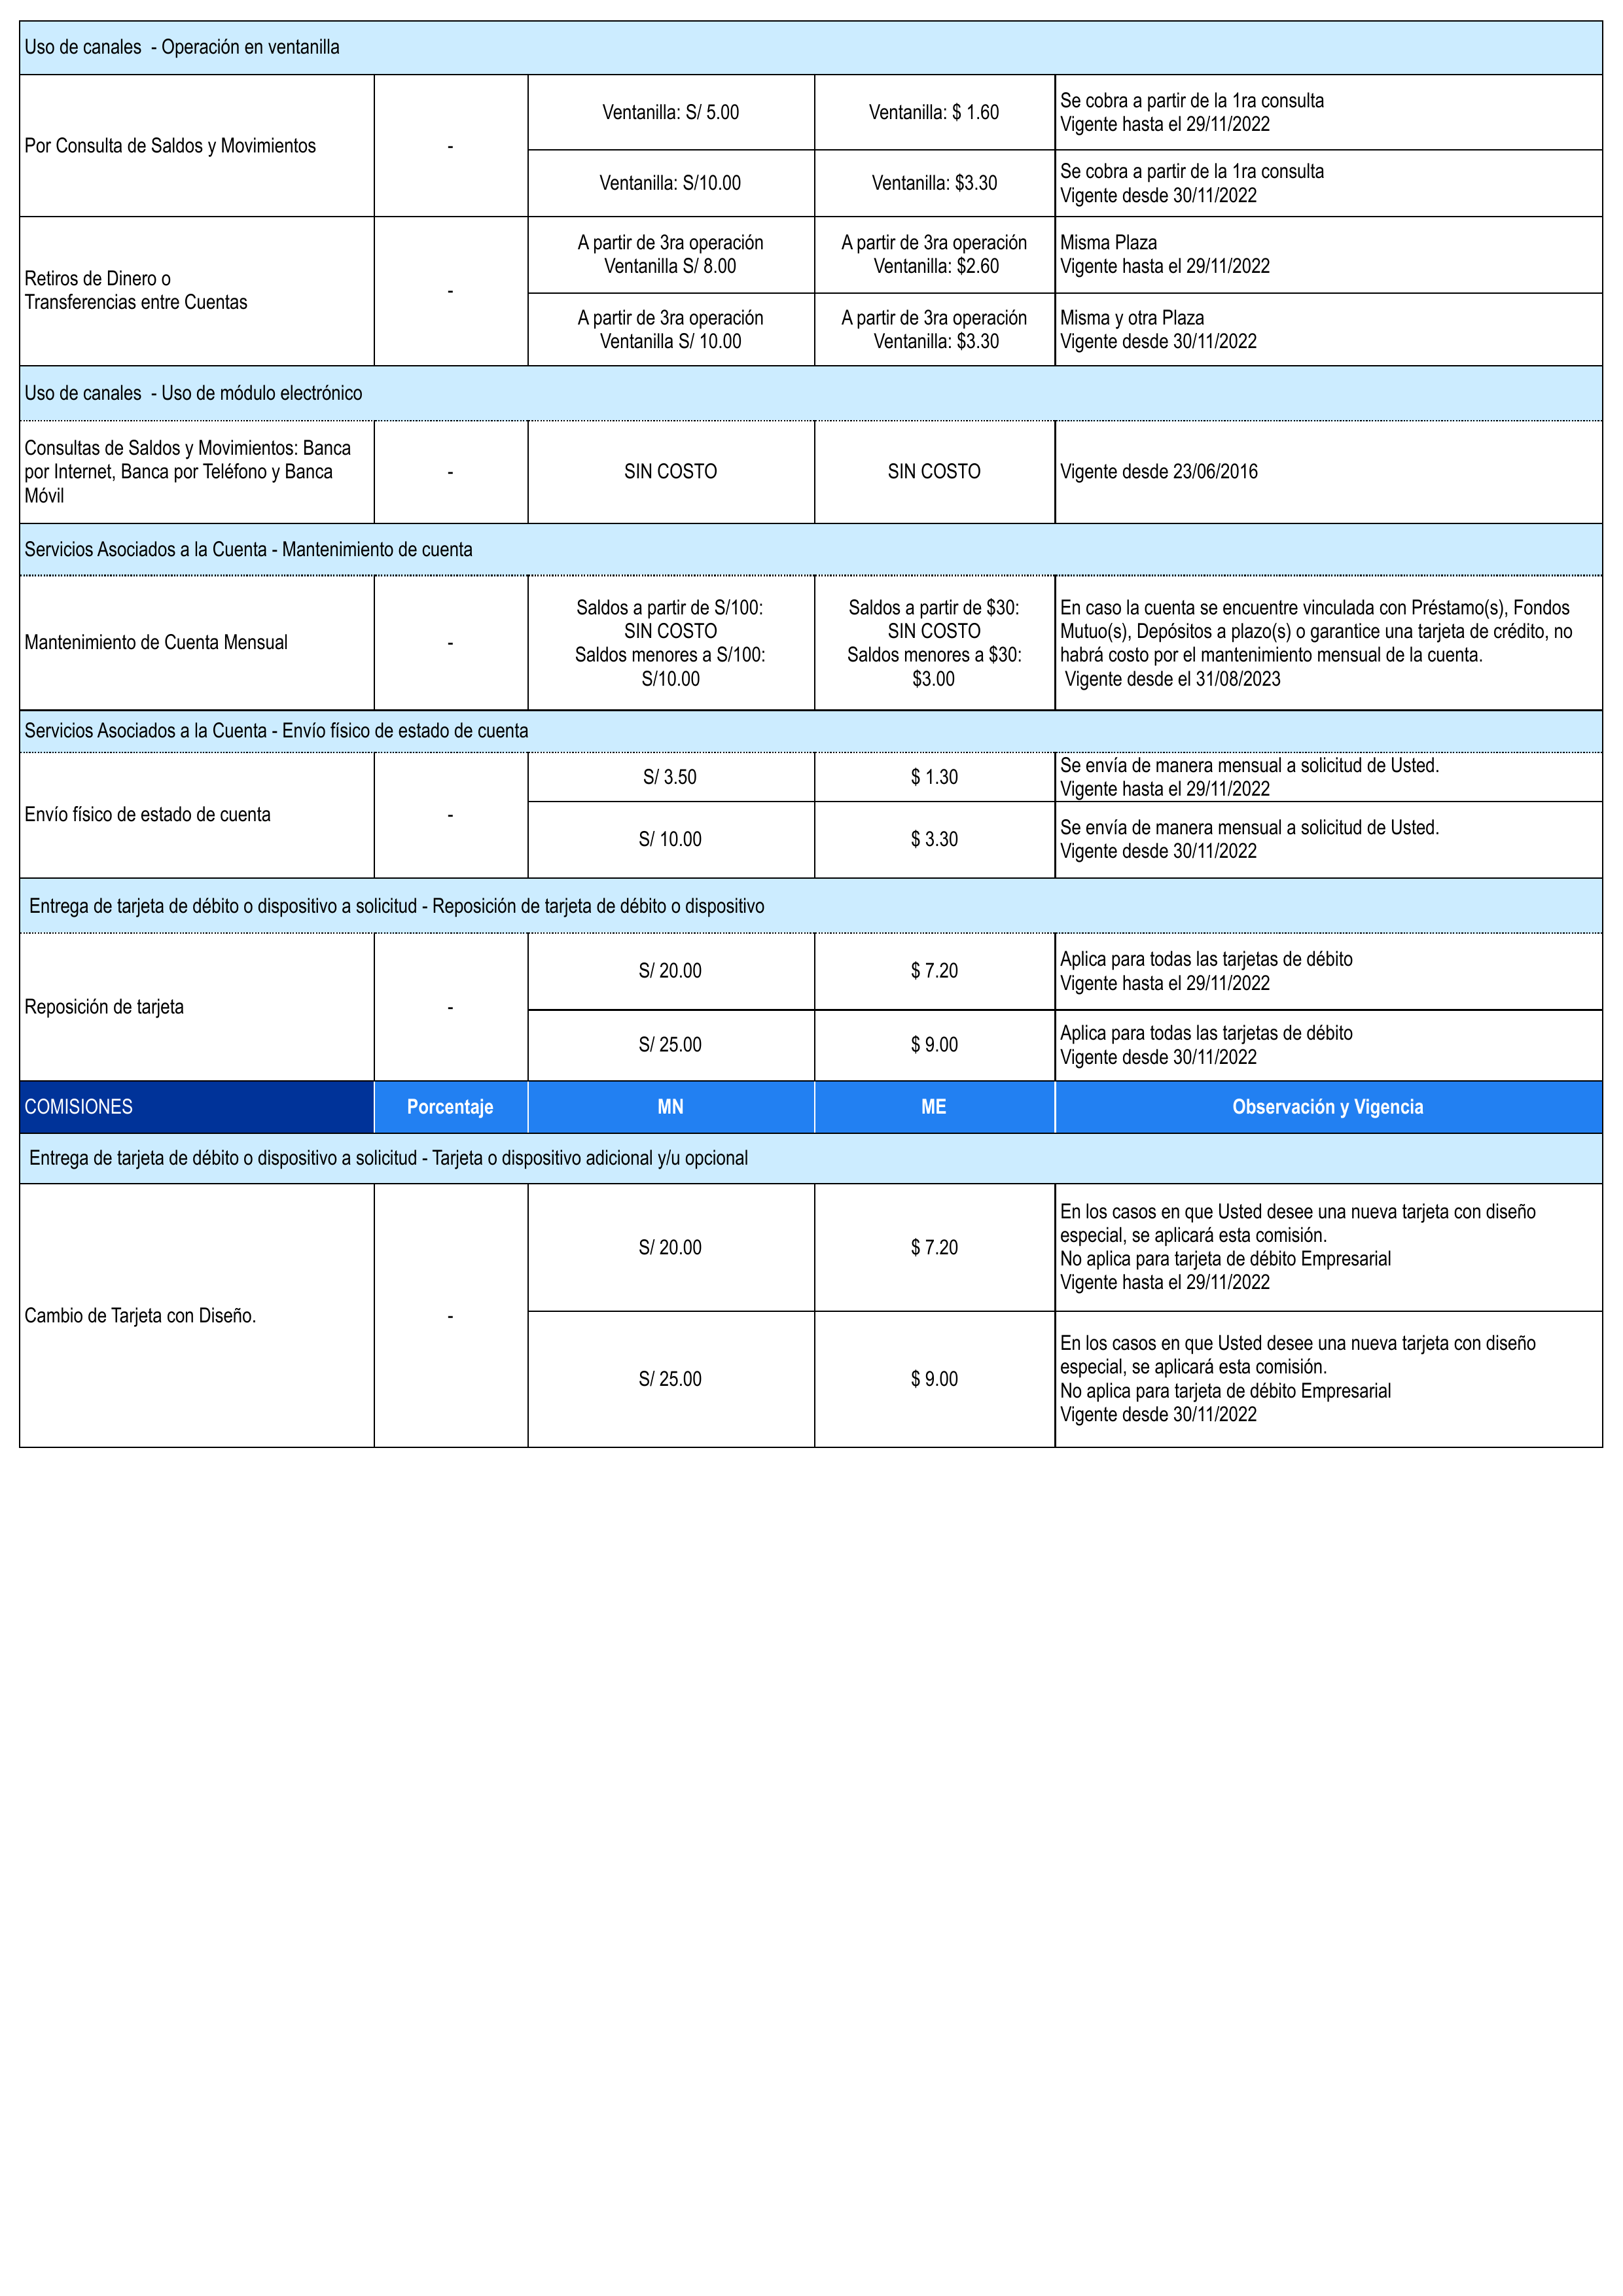 Uso de canales  - Operación en ventanilla
Por Consulta de Saldos y Movimientos
-
Ventanilla: S/ 5.00
Ventanilla: $ 1.60
Se cobra a partir de la 1ra consulta
Vigente hasta el 29/11/2022
Ventanilla: S/10.00
Ventanilla: $3.30
Se cobra a partir de la 1ra consulta
Vigente desde 30/11/2022
Retiros de Dinero o
Transferencias entre Cuentas
-
A partir de 3ra operación
Ventanilla S/ 8.00
A partir de 3ra operación
Ventanilla: $2.60
Misma Plaza
Vigente hasta el 29/11/2022
A partir de 3ra operación
Ventanilla S/ 10.00
A partir de 3ra operación
Ventanilla: $3.30
Misma y otra Plaza
Vigente desde 30/11/2022
Uso de canales  - Uso de módulo electrónico
Consultas de Saldos y Movimientos: Banca
por Internet, Banca por Teléfono y Banca
Móvil
-
SIN COSTO
SIN COSTO
Vigente desde 23/06/2016
Servicios Asociados a la Cuenta - Mantenimiento de cuenta
Mantenimiento de Cuenta Mensual
-
Saldos a partir de S/100:
SIN COSTO
Saldos menores a S/100:
S/10.00
Saldos a partir de $30:
SIN COSTO
Saldos menores a $30:
$3.00
En caso la cuenta se encuentre vinculada con Préstamo(s), Fondos
Mutuo(s), Depósitos a plazo(s) o garantice una tarjeta de crédito, no
habrá costo por el mantenimiento mensual de la cuenta.
Vigente desde el 31/08/2023
Servicios Asociados a la Cuenta - Envío físico de estado de cuenta
Envío físico de estado de cuenta
-
S/ 3.50
$ 1.30
Se envía de manera mensual a solicitud de Usted.
Vigente hasta el 29/11/2022
S/ 10.00
$ 3.30
Se envía de manera mensual a solicitud de Usted.
Vigente desde 30/11/2022
Entrega de tarjeta de débito o dispositivo a solicitud - Reposición de tarjeta de débito o dispositivo
Reposición de tarjeta
-
S/ 20.00
$ 7.20
Aplica para todas las tarjetas de débito
Vigente hasta el 29/11/2022
S/ 25.00
$ 9.00
Aplica para todas las tarjetas de débito
Vigente desde 30/11/2022
COMISIONES
Porcentaje
MN
ME
Observación y Vigencia
Entrega de tarjeta de débito o dispositivo a solicitud - Tarjeta o dispositivo adicional y/u opcional
Cambio de Tarjeta con Diseño.
-
S/ 20.00
$ 7.20
En los casos en que Usted desee una nueva tarjeta con diseño
especial, se aplicará esta comisión.
No aplica para tarjeta de débito Empresarial
Vigente hasta el 29/11/2022
S/ 25.00
$ 9.00
En los casos en que Usted desee una nueva tarjeta con diseño
especial, se aplicará esta comisión.
No aplica para tarjeta de débito Empresarial
Vigente desde 30/11/2022